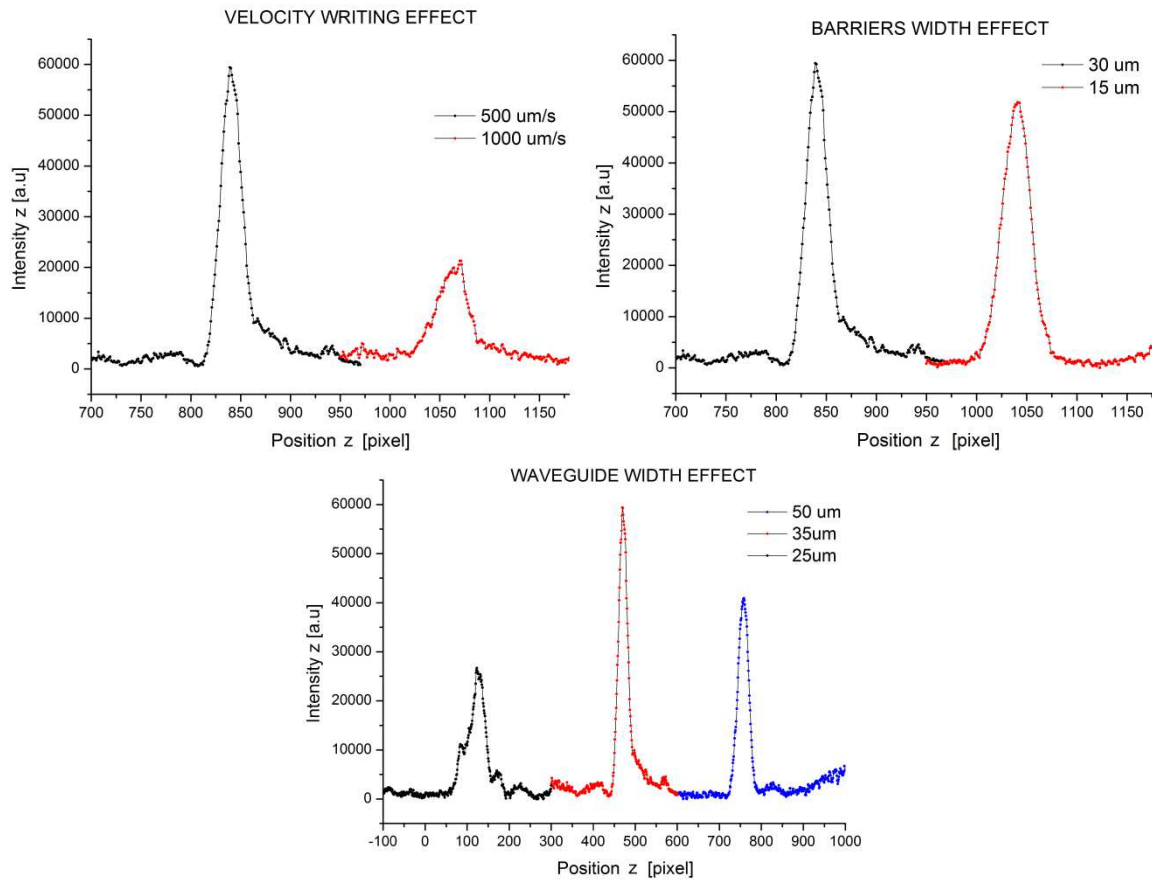 VELOCITY WRITING EFFECT
60000
50000
40000
30000
20000
10000
0
Intensity z [a.u]
500 um/s
1000 um/s
700 750 800 850 900 950 1000 1050 1100 1150
Position z [pixel]
BARRIERS WIDTH EFFECT
60000
50000
40000
30000
20000
10000
0
Intensity z [a.u]
30 um
15 um
700 750 800 850 900 950 1000 1050 1100 1150
Position z [pixel]
WAVEGUIDE WIDTH EFFECT
60000
50000
40000
30000
20000
10000
0
Intensity z [a.u]
50 um
35um
25um
-100 0 100 200 300 400 500 600 700 800 900 1000
Position z [pixel]